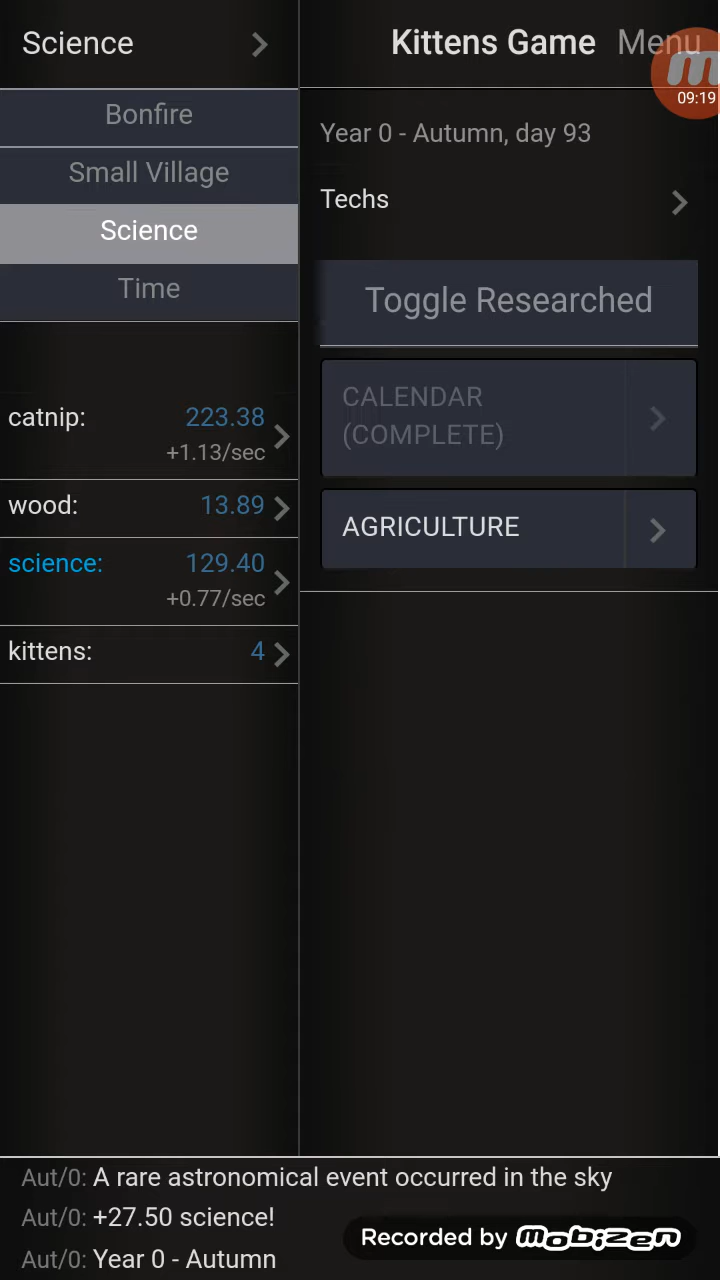 Science
Kittens Game
Menu
09:19
Bonfire
Small Village
Science
Time
Year 0 - Autumn, day 93
Techs
Toggle Researched
CALENDAR
(COMPLETE)
AGRICULTURE
catnip: 223.38
+1.13/sec
wood: 13.89
science: 129.40
+0.77/sec
kittens: 4
Aut/0: A rare astronomical event occurred in the sky
Aut/0: +27.50 science!
Aut/0: Year 0 - Autumn
Recorded by mobizen